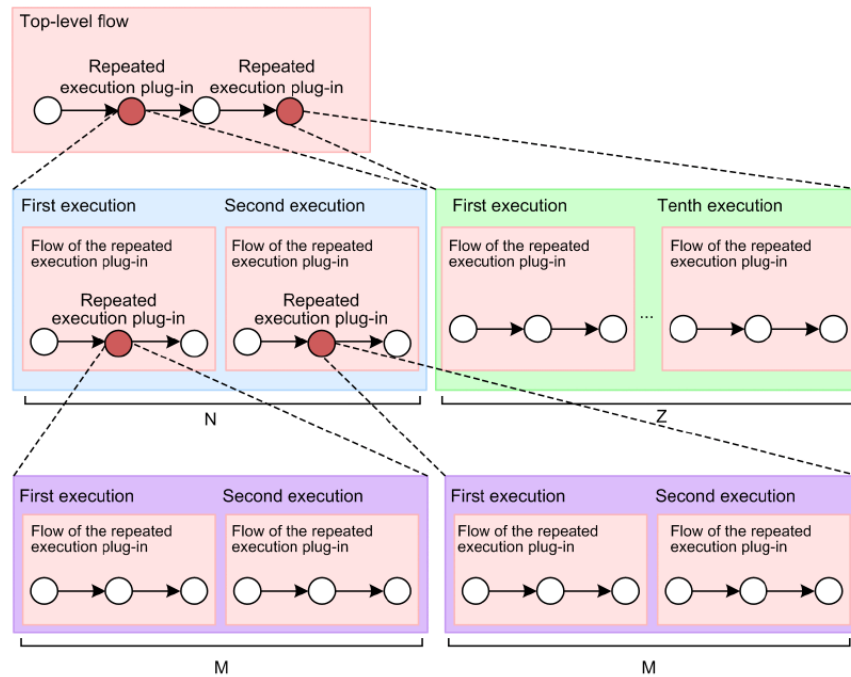 Top-level flow
Repeated
execution plug-in
Repeated
execution plug-in
First execution
Second execution
Flow of the repeated
execution plug-in
Flow of the repeated
execution plug-in
Repeated
execution plug-in
Repeated
execution plug-in
N
First execution
Tenth execution
Flow of the repeated
execution plug-in
...
Flow of the repeated
execution plug-in
Z
First execution
Second execution
Flow of the repeated
execution plug-in
Flow of the repeated
execution plug-in
M
First execution
Second execution
Flow of the repeated
execution plug-in
Flow of the repeated
execution plug-in
M